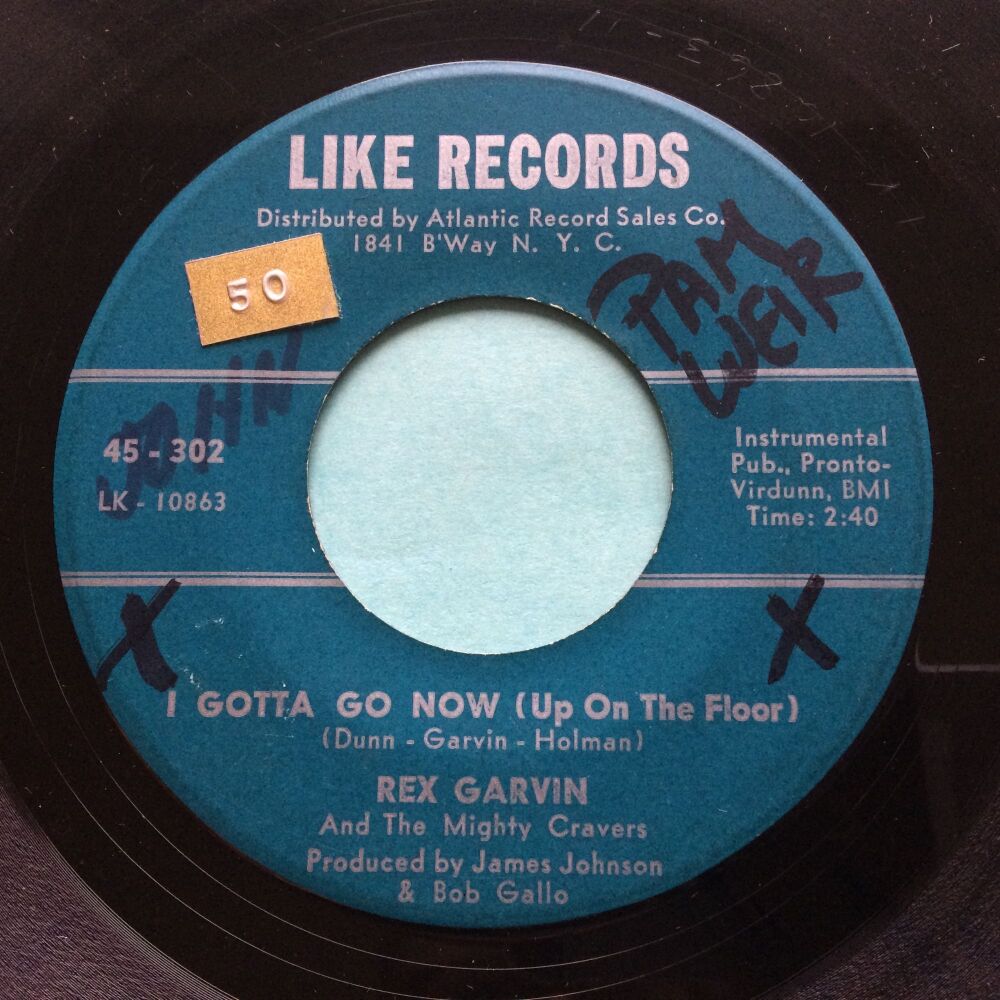 LIKE RECORDS
Distributed by Atlantic Record Sales Co.
1841 B'Way N. Y. C.
50
PAM
WEIR
JOHN
45 - 302
LK - 10863
Instrumental
Pub., Pronto-
Virdunn, BMI
Time: 2:40
X
X
I GOTTA GO NOW (Up On The Floor)
(Dunn - Garvin - Holman)
REX GARVIN
And The Mighty Cravers
Produced by James Johnson
& Bob Gallo